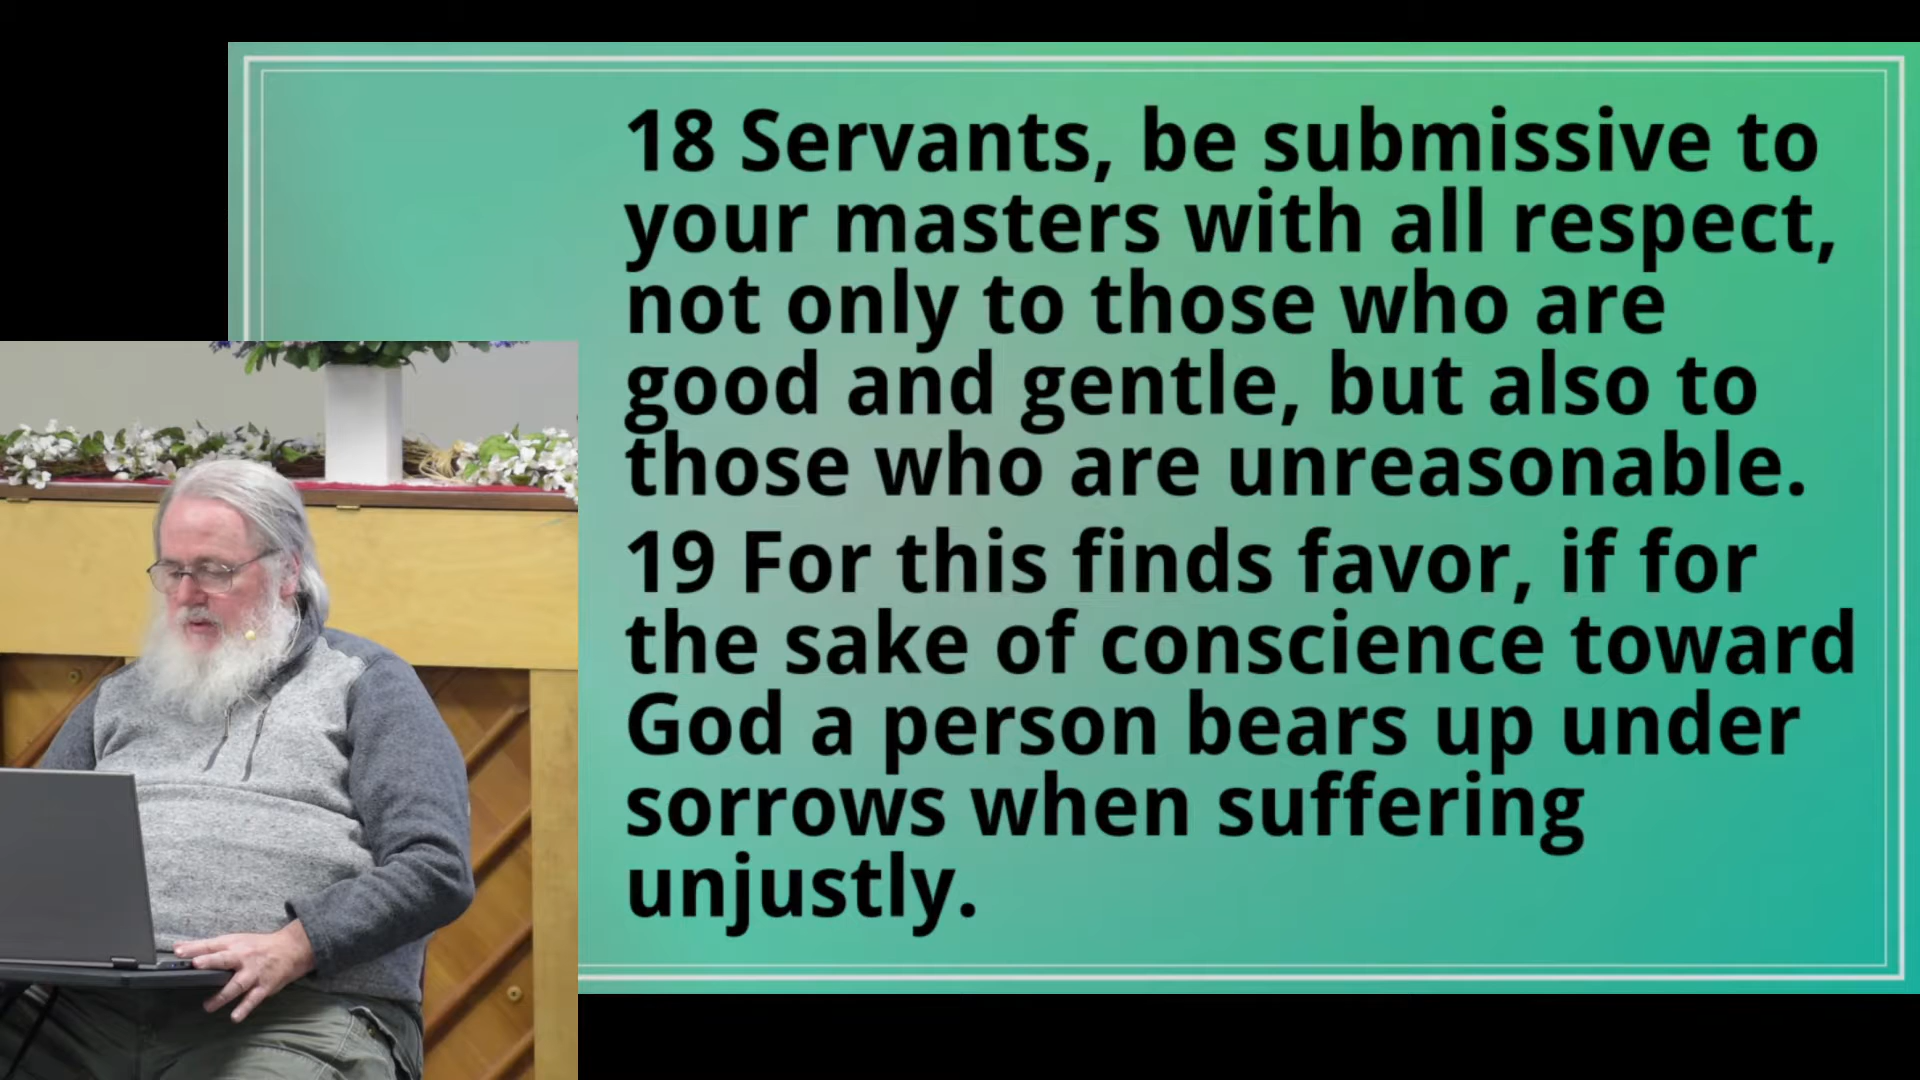 18 Servants, be submissive to
your masters with all respect,
not only to those who are
good and gentle, but also to
those who are unreasonable.
19 For this finds favor, if for
the sake of conscience toward
God a person bears up under
sorrows when suffering
unjustly.